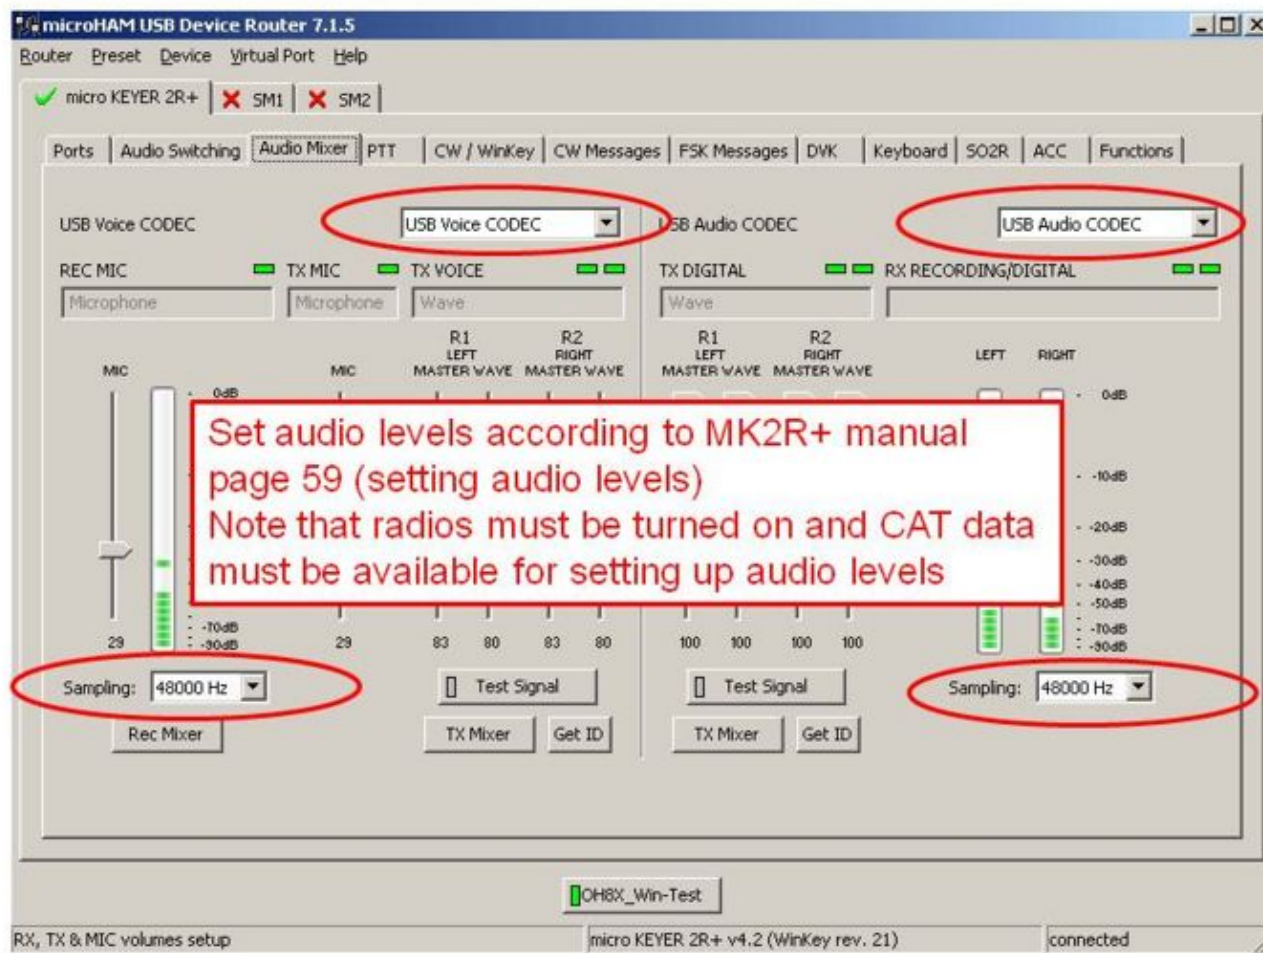 microHAM USB Device Router 7.1.5
Router Preset Device Virtual Port Help
micro KEYER 2R+ SM1 SM2
Ports Audio Switching Audio Mixer PTT CW / WinKey CW Messages FSK Messages DVK Keyboard SO2R ACC Functions
USB Voice CODEC USB Voice CODEC USB Audio CODEC USB Audio CODEC
REC MIC TX MIC TX VOICE TX DIGITAL RX RECORDING/DIGITAL
Microphone Microphone Wave Wave
R1 R2 R1 R2
LEFT RIGHT LEFT RIGHT LEFT RIGHT
MIC MIC MASTER WAVE MASTER WAVE MASTER WAVE MASTER WAVE
0dB 0dB
Set audio levels according to MK2R+ manual
page 59 (setting audio levels)
Note that radios must be turned on and CAT data
must be available for setting up audio levels
-10dB
-20dB
-30dB
-40dB
-50dB
-70dB -70dB
-90dB -90dB
29 29 83 80 83 80 100 100 100 100
Sampling: 48000 Hz Test Signal Test Signal Sampling: 48000 Hz
Rec Mixer TX Mixer Get ID TX Mixer Get ID
OH8X_Win-Test
RX, TX & MIC volumes setup micro KEYER 2R+ v4.2 (WinKey rev. 21) connected